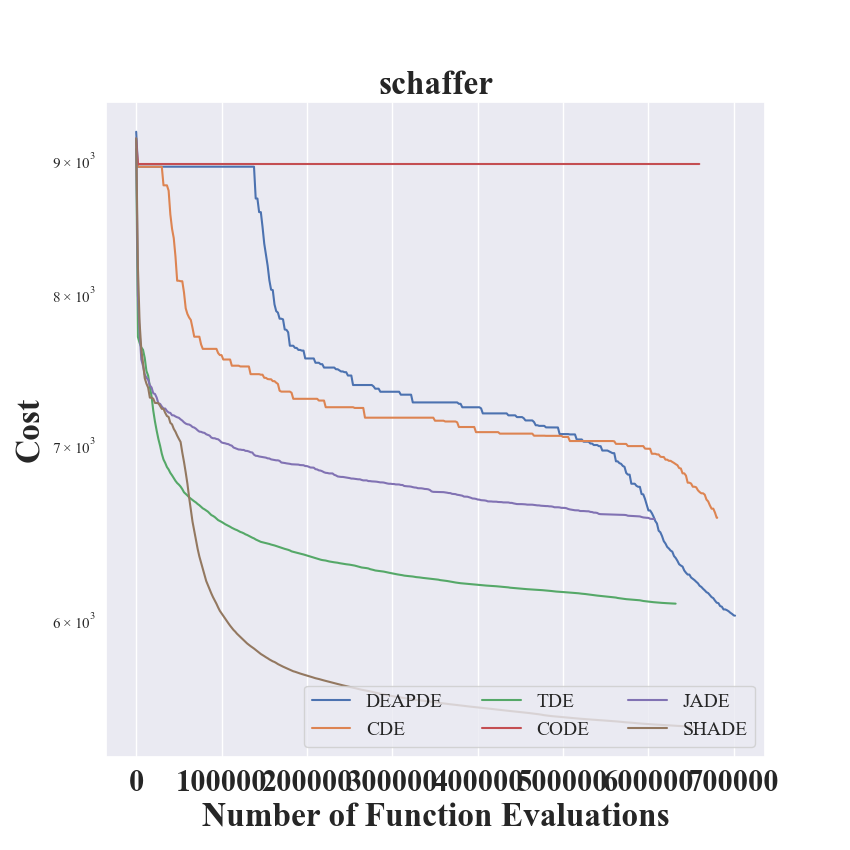 schaffer
Cost
9 × 10³
8 × 10³
7 × 10³
6 × 10³
DEAPDE TDE JADE
CDE CODE SHADE
0 100000 200000 300000 400000 500000 600000 700000
Number of Function Evaluations